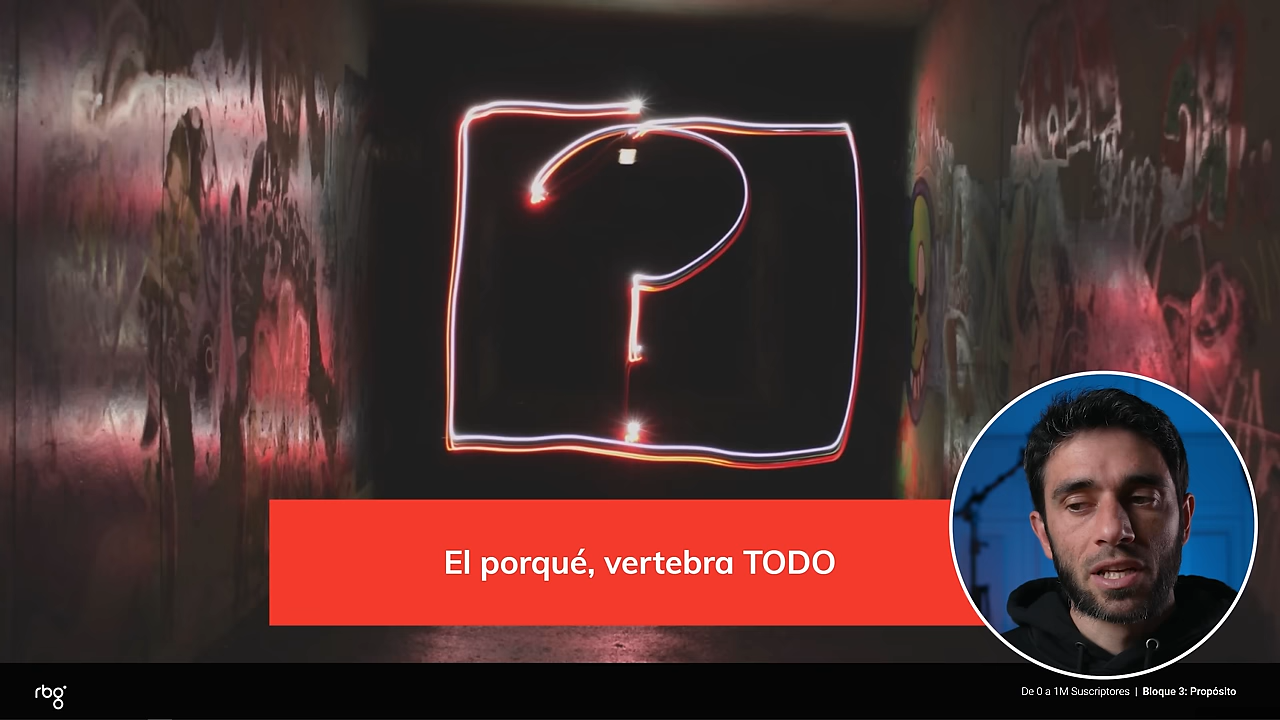 El porqué, vertebra TODO
rbg
De 0 a 1M Suscriptores | Bloque 3: Propósito